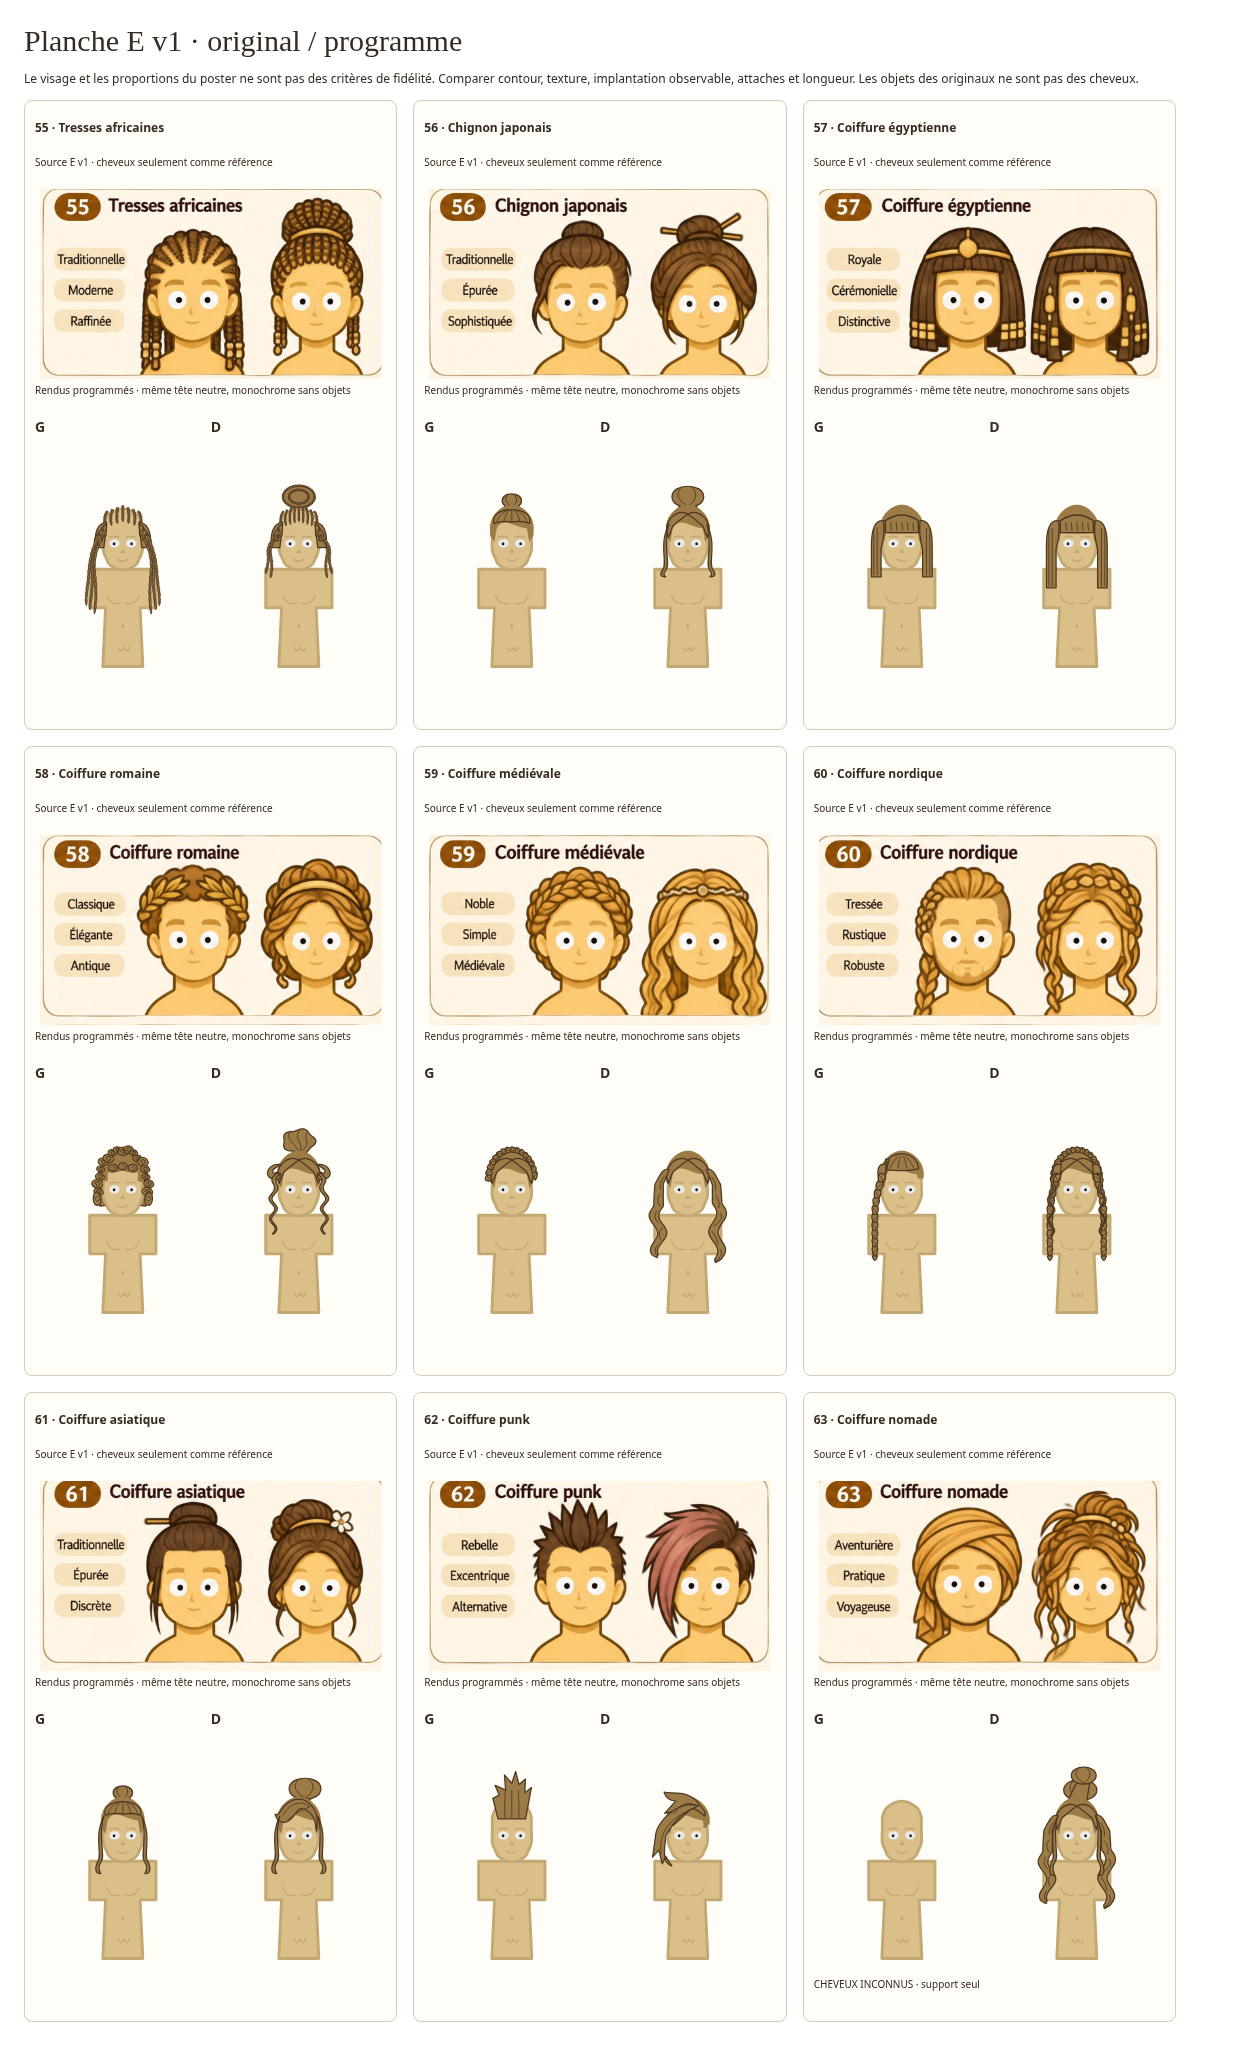 Planche E v1 · original / programme
Le visage et les proportions du poster ne sont pas des critères de fidélité. Comparer contour, texture, implantation observable, attaches et longueur. Les objets des originaux ne sont pas des cheveux.
55 · Tresses africaines
Source E v1 · cheveux seulement comme référence
55 Tresses africaines
Traditionnelle
Moderne
Raffinée
Rendus programmés · même tête neutre, monochrome sans objets
G D
56 · Chignon japonais
Source E v1 · cheveux seulement comme référence
56 Chignon japonais
Traditionnelle
Épurée
Sophistiquée
Rendus programmés · même tête neutre, monochrome sans objets
G D
57 · Coiffure égyptienne
Source E v1 · cheveux seulement comme référence
57 Coiffure égyptienne
Royale
Cérémonielle
Distinctive
Rendus programmés · même tête neutre, monochrome sans objets
G D
58 · Coiffure romaine
Source E v1 · cheveux seulement comme référence
58 Coiffure romaine
Classique
Élégante
Antique
Rendus programmés · même tête neutre, monochrome sans objets
G D
59 · Coiffure médiévale
Source E v1 · cheveux seulement comme référence
59 Coiffure médiévale
Noble
Simple
Médiévale
Rendus programmés · même tête neutre, monochrome sans objets
G D
60 · Coiffure nordique
Source E v1 · cheveux seulement comme référence
60 Coiffure nordique
Tressée
Rustique
Robuste
Rendus programmés · même tête neutre, monochrome sans objets
G D
61 · Coiffure asiatique
Source E v1 · cheveux seulement comme référence
61 Coiffure asiatique
Traditionnelle
Épurée
Discrète
Rendus programmés · même tête neutre, monochrome sans objets
G D
62 · Coiffure punk
Source E v1 · cheveux seulement comme référence
62 Coiffure punk
Rebelle
Excentrique
Alternative
Rendus programmés · même tête neutre, monochrome sans objets
G D
63 · Coiffure nomade
Source E v1 · cheveux seulement comme référence
63 Coiffure nomade
Aventurière
Pratique
Voyageuse
Rendus programmés · même tête neutre, monochrome sans objets
G D
CHEVEUX INCONNUS · support seul